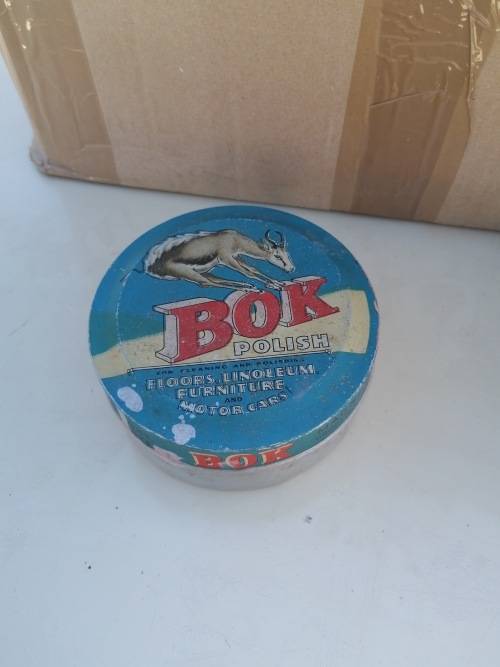 BOK
POLISH
FOR CLEANING AND POLISHING
FLOORS, LINOLEUM,
FURNITURE
AND
MOTOR CARS
BOK